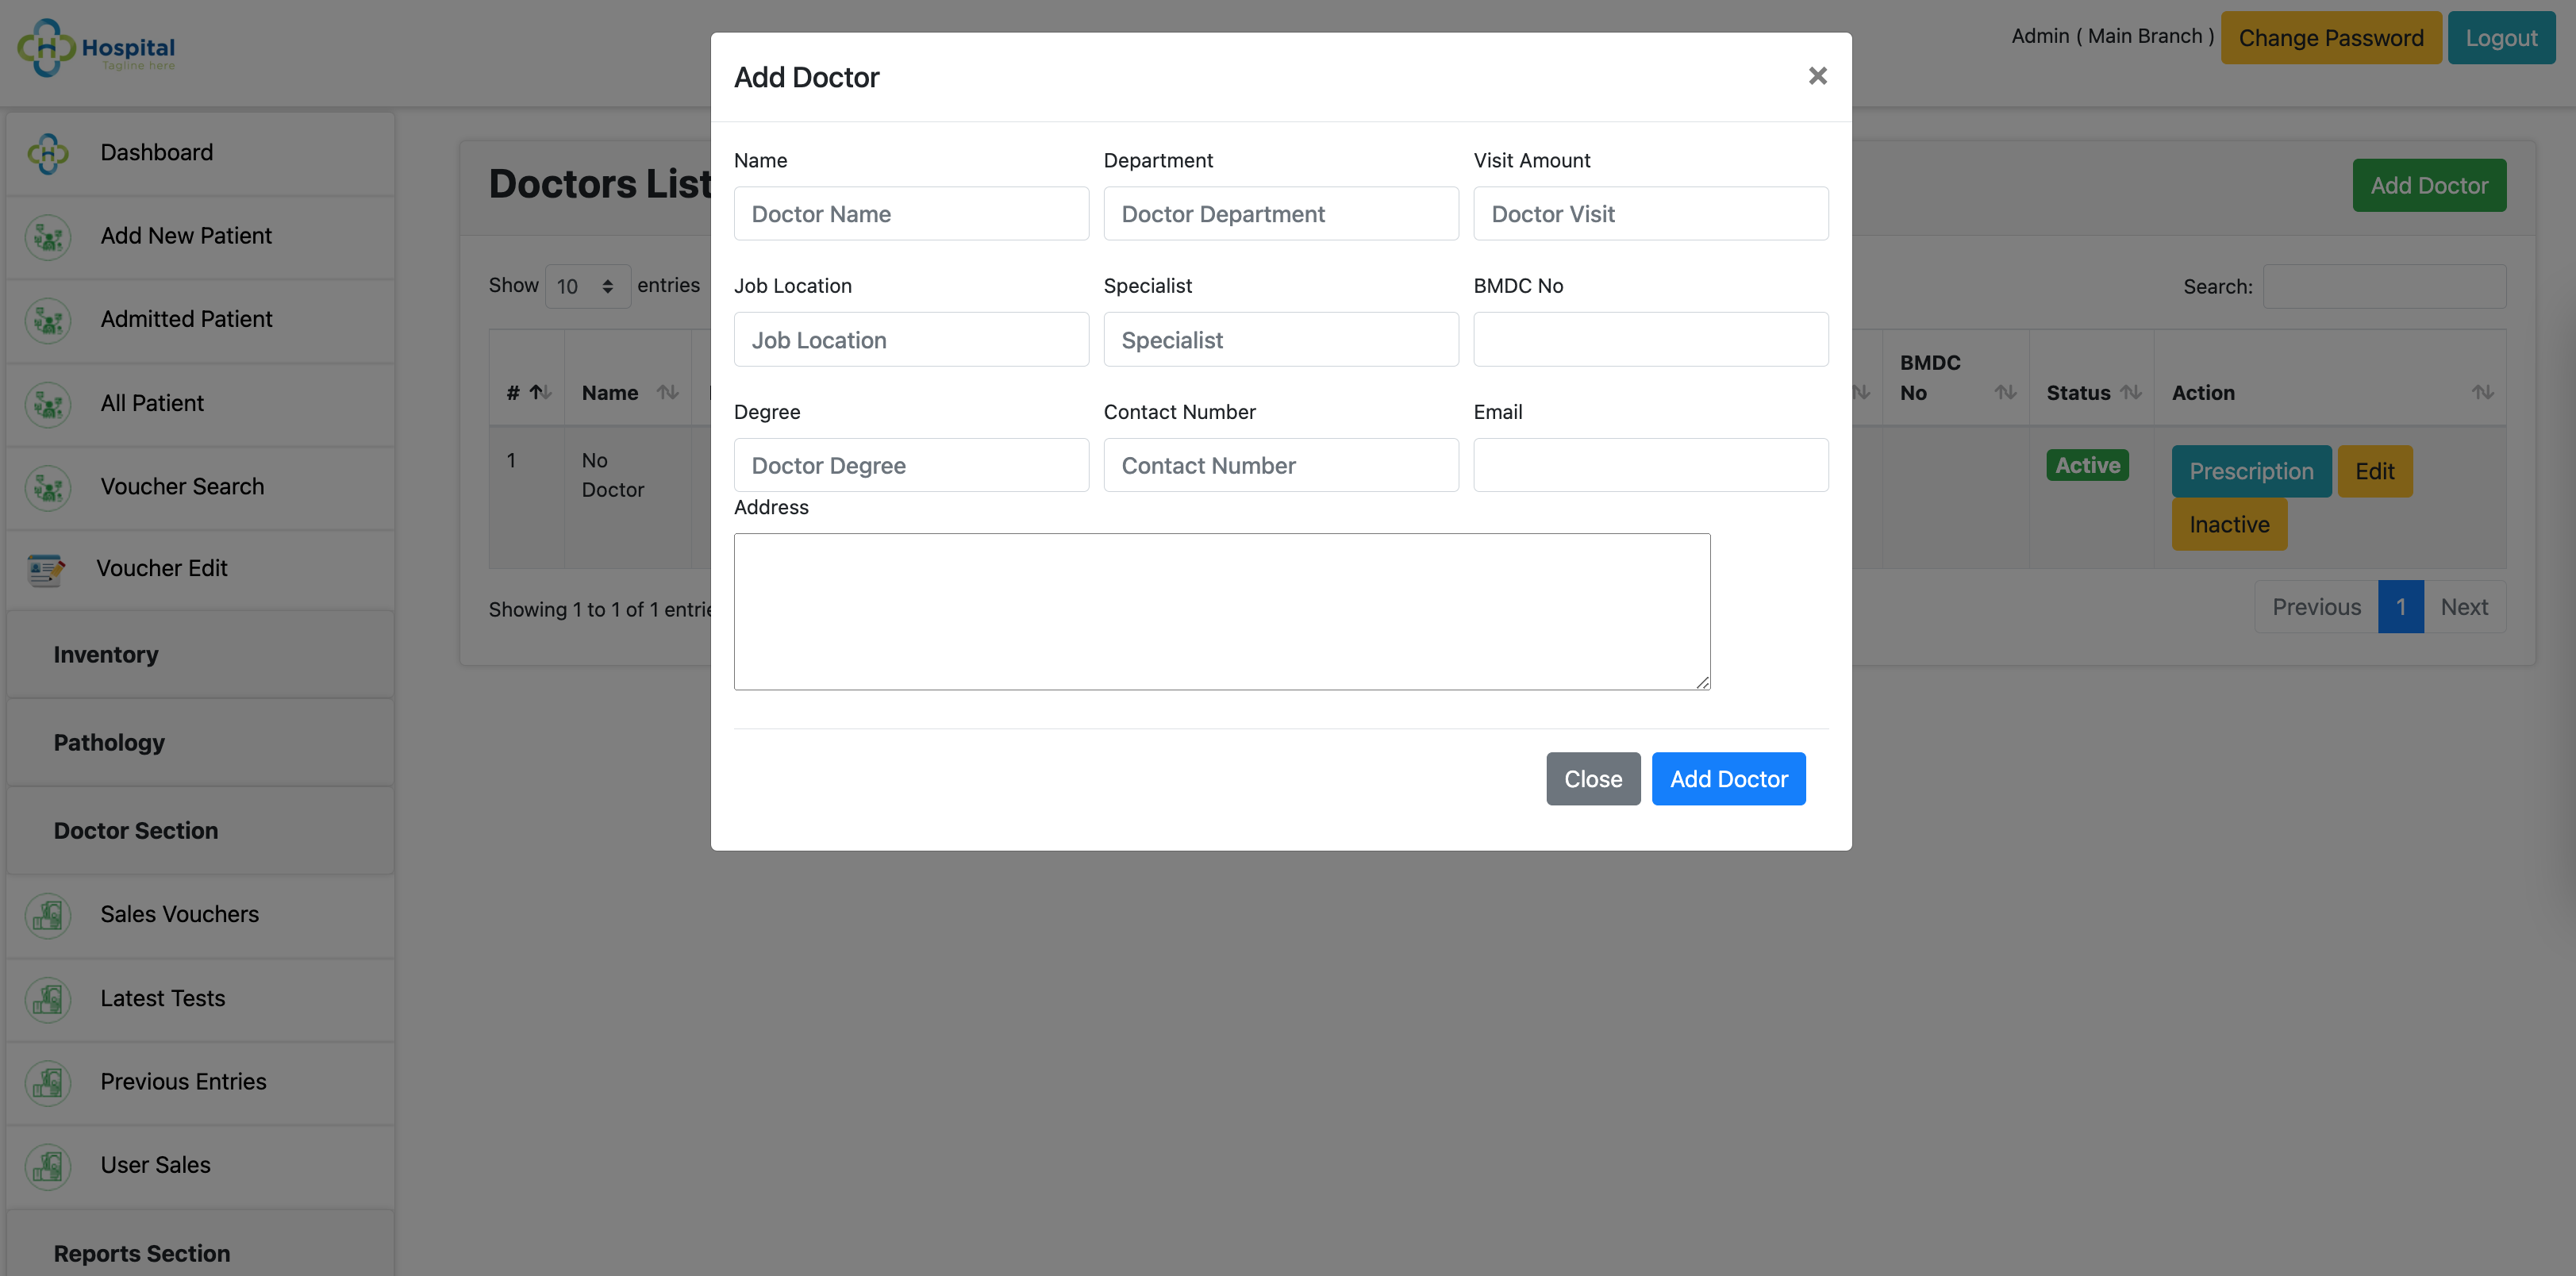 Hospital
Tagline here
Admin ( Main Branch )
Change Password
Logout
Dashboard
Add New Patient
Admitted Patient
All Patient
Voucher Search
Voucher Edit
Inventory
Pathology
Doctor Section
Sales Vouchers
Latest Tests
Previous Entries
User Sales
Reports Section
Doctors List
Add Doctor
Show 10 entries
Search:
#
Name
BMDC
No
Status
Action
1
No
Doctor
Active
Prescription
Edit
Inactive
Showing 1 to 1 of 1
Previous
1
Next
Add Doctor
×
Name
Department
Visit Amount
Doctor Name
Doctor Department
Doctor Visit
Job Location
Specialist
BMDC No
Job Location
Specialist
Degree
Contact Number
Email
Doctor Degree
Contact Number
Address
Close
Add Doctor